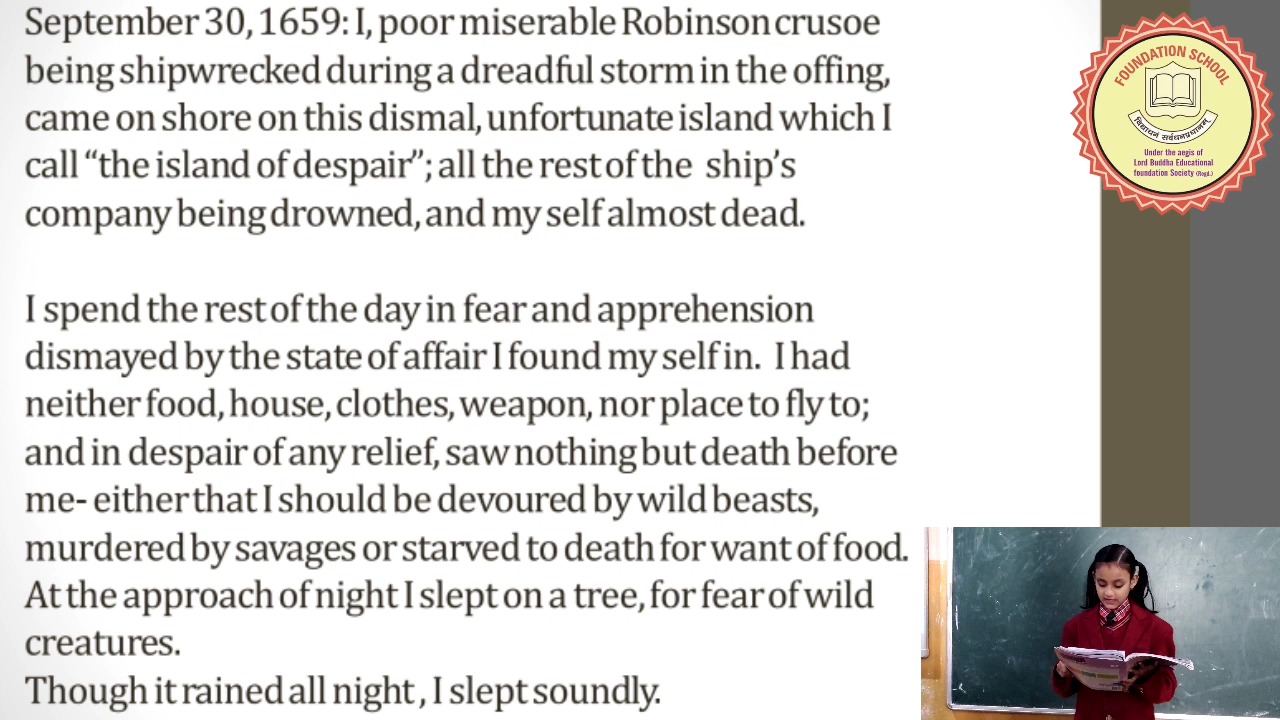 September 30, 1659: I, poor miserable Robinson crusoe
being shipwrecked during a dreadful storm in the offing,
came on shore on this dismal, unfortunate island which I
call “the island of despair”; all the rest of the ship’s
company being drowned, and my self almost dead.
I spend the rest of the day in fear and apprehension
dismayed by the state of affair I found my self in. I had
neither food, house, clothes, weapon, nor place to fly to;
and in despair of any relief, saw nothing but death before
me- either that I should be devoured by wild beasts,
murdered by savages or starved to death for want of food.
At the approach of night I slept on a tree, for fear of wild
creatures.
Though it rained all night , I slept soundly.
FOUNDATION SCHOOL
विद्याधनं सर्वधनप्रधानम्
Under the aegis of
Lord Buddha Educational
foundation Society (Regd.)